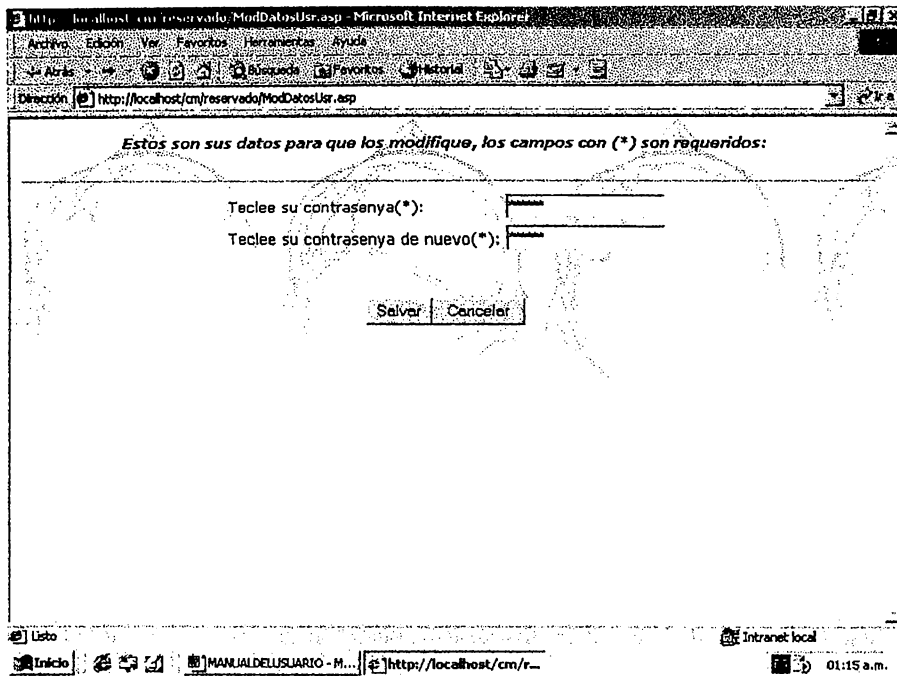 http://localhost/cm/reservado/ModDatosUsr.asp - Microsoft Internet Explorer
Archivo Edición Ver Favoritos Herramientas Ayuda
Atrás Búsqueda Favoritos Historial
Dirección http://localhost/cm/reservado/ModDatosUsr.asp Ir a
Estos son sus datos para que los modifique, los campos con (*) son requeridos:
Teclee su contrasenya(*): *******
Teclee su contrasenya de nuevo(*): *******
Salvar Cancelar
Listo Intranet local
Inicio MANUALDELUSUARIO - M... http://localhost/cm/r... 01:15 a.m.